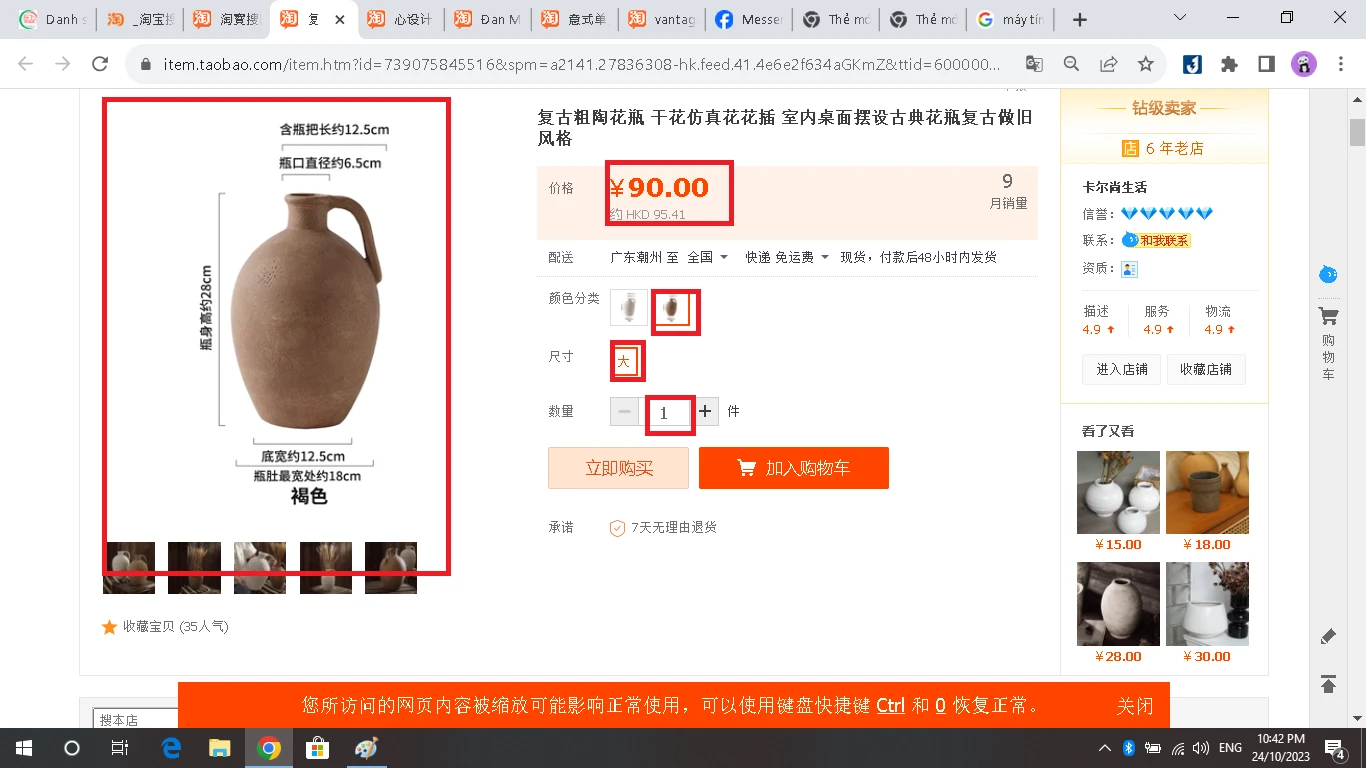 Danh s
_淘宝搜
淘寶搜
复
心设计
Đan M
意式单
vantag
Messe
Thẻ mớ
Thẻ mớ
máy tín
item.taobao.com/item.htm?id=739075845516&spm=a2141.27836308-hk.feed.41.4e6e2f634aGKmZ&ttid=600000...
含瓶把长约12.5cm
瓶口直径约6.5cm
瓶身高约28cm
底宽约12.5cm
瓶肚最宽处约18cm
褐色
收藏宝贝 (35人气)
复古粗陶花瓶 干花仿真花花插 室内桌面摆设古典花瓶复古做旧
风格
价格
¥90.00
约 HKD 95.41
9
月销量
配送
广东潮州 至 全国 快递 免运费 现货，付款后48小时内发货
颜色分类
尺寸
大
数量
1
件
立即购买
加入购物车
承诺
7天无理由退货
钻级卖家
店 6 年老店
卡尔尚生活
信誉：
联系： 和我联系
资质：
描述 服务 物流
4.9 4.9 4.9
进入店铺 收藏店铺
看了又看
¥15.00 ¥18.00
¥28.00 ¥30.00
购物车
您所访问的网页内容被缩放可能影响正常使用，可以使用键盘快捷键 Ctrl 和 0 恢复正常。
关闭
搜本店
ENG
10:42 PM
24/10/2023
4